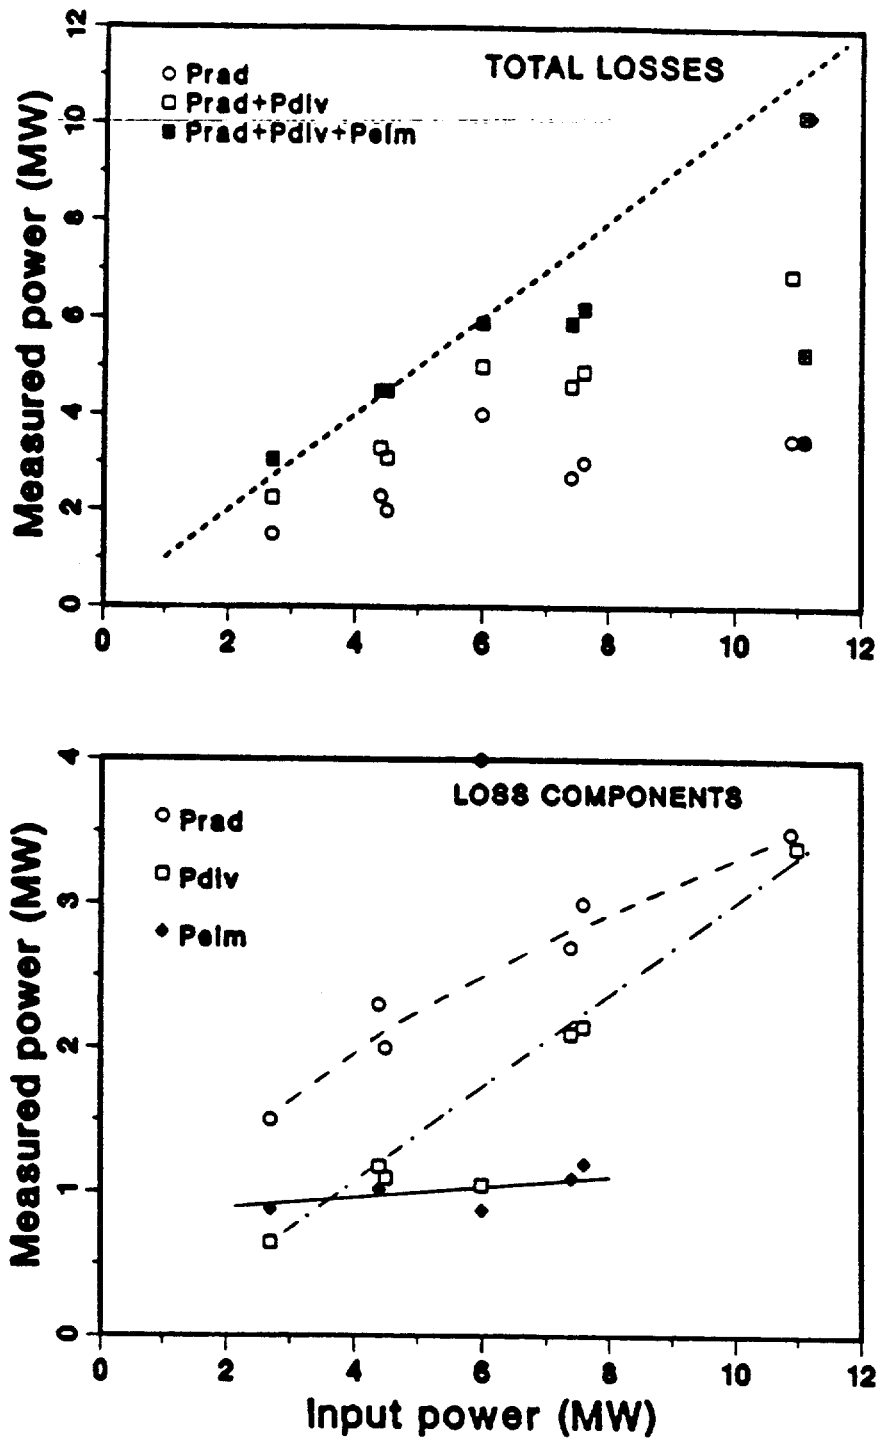 TOTAL LOSSES
Prad
Prad+Pdiv
Prad+Pdiv+Pelm
Measured power (MW)
12
10
8
6
4
2
0
0 2 4 6 8 10 12
LOSS COMPONENTS
Prad
Pdiv
Pelm
Measured power (MW)
4
3
2
1
0
0 2 4 6 8 10 12
Input power (MW)